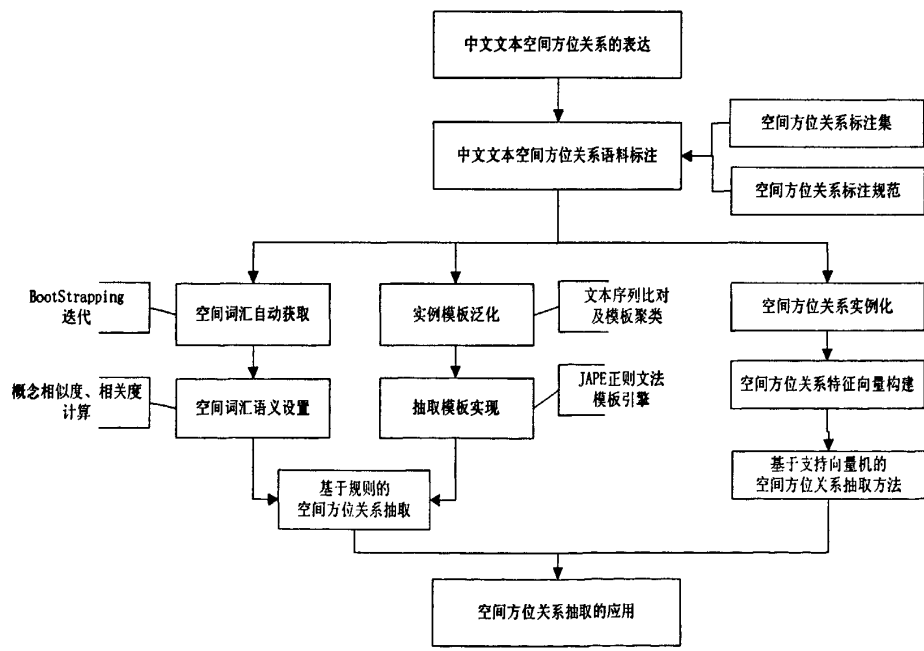 中文文本空间方位关系的表达
中文文本空间方位关系语料标注
空间方位关系标注集
空间方位关系标注规范
BootStrapping
迭代
空间词汇自动获取
实例模板泛化
文本序列比对
及模板聚类
空间方位关系实例化
概念相似度、相关度
计算
空间词汇语义设置
抽取模板实现
JAPE正则文法
模板引擎
空间方位关系特征向量构建
基于规则的
空间方位关系抽取
基于支持向量机的
空间方位关系抽取方法
空间方位关系抽取的应用